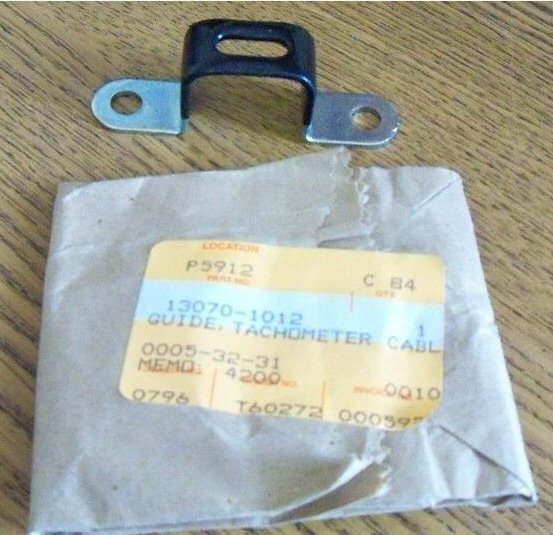 LOCATION
P5912 C 84
PART NO. QTY.
13070-1012 1
GUIDE, TACHOMETER CABL
0005-32-31
MEMO 4200 0010
0796 T60272 000597